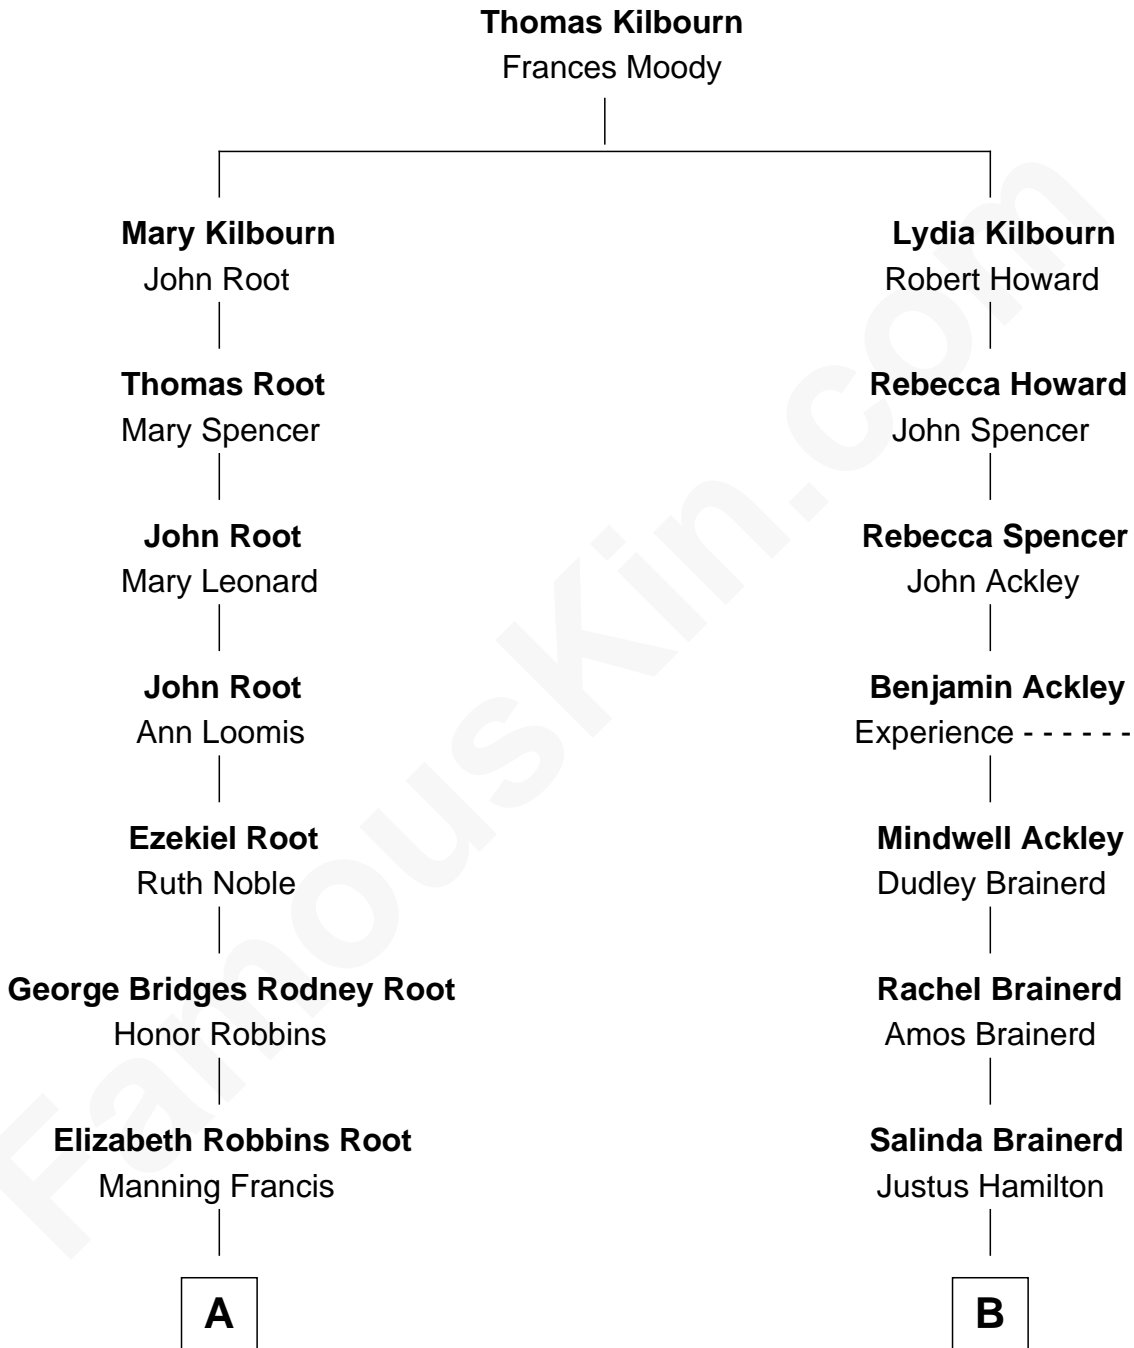 Thomas Kilbourn
Frances Moody
Mary Kilbourn
John Root
Thomas Root
Mary Spencer
John Root
Mary Leonard
John Root
Ann Loomis
Ezekiel Root
Ruth Noble
George Bridges Rodney Root
Honor Robbins
Elizabeth Robbins Root
Manning Francis
A
Lydia Kilbourn
Robert Howard
Rebecca Howard
John Spencer
Rebecca Spencer
John Ackley
Benjamin Ackley
Experience - - - - - -
Mindwell Ackley
Dudley Brainerd
Rachel Brainerd
Amos Brainerd
Salinda Brainerd
Justus Hamilton
B
FamousKin.com